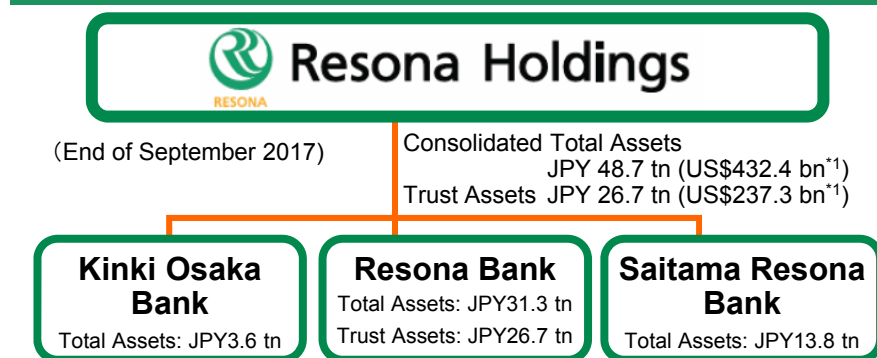 Resona Holdings
RESONA
（End of September 2017)
Consolidated Total Assets
JPY 48.7 tn (US$432.4 bn*1)
Trust Assets JPY 26.7 tn (US$237.3 bn*1)
Kinki Osaka
Bank
Total Assets: JPY3.6 tn
Resona Bank
Total Assets: JPY31.3 tn
Trust Assets: JPY26.7 tn
Saitama Resona
Bank
Total Assets: JPY13.8 tn